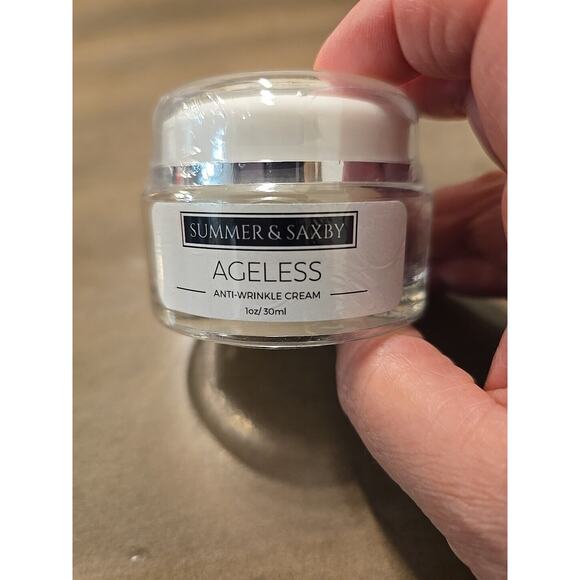 SUMMER & SAXBY
AGELESS
ANTI-WRINKLE CREAM
1oz/ 30ml